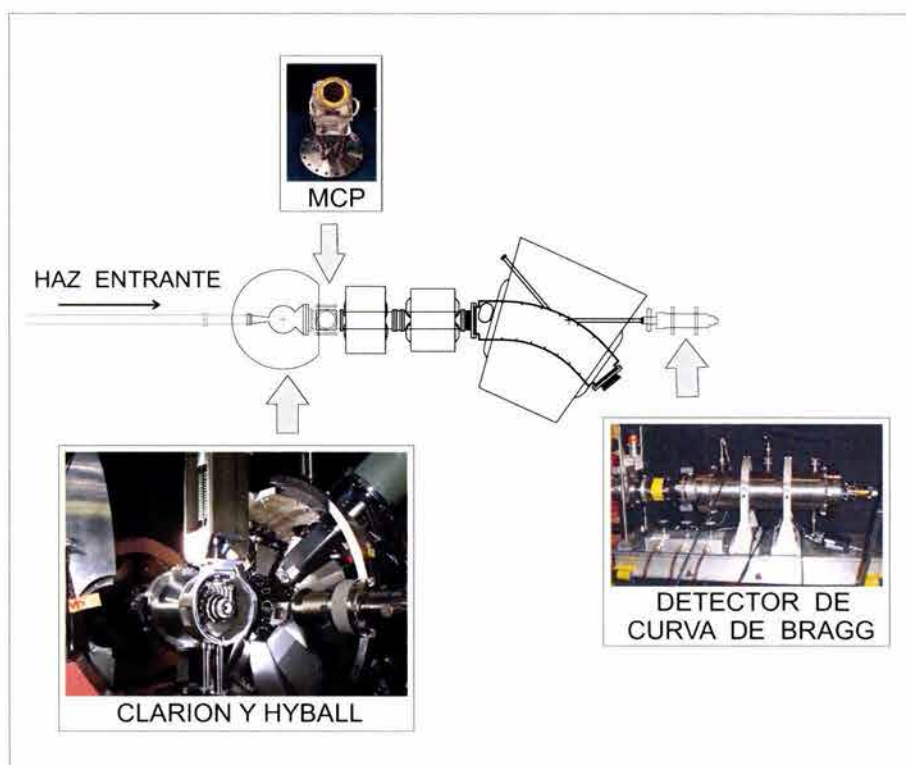 MCP
HAZ ENTRANTE
CLARION Y HYBALL
DETECTOR DE
CURVA DE BRAGG